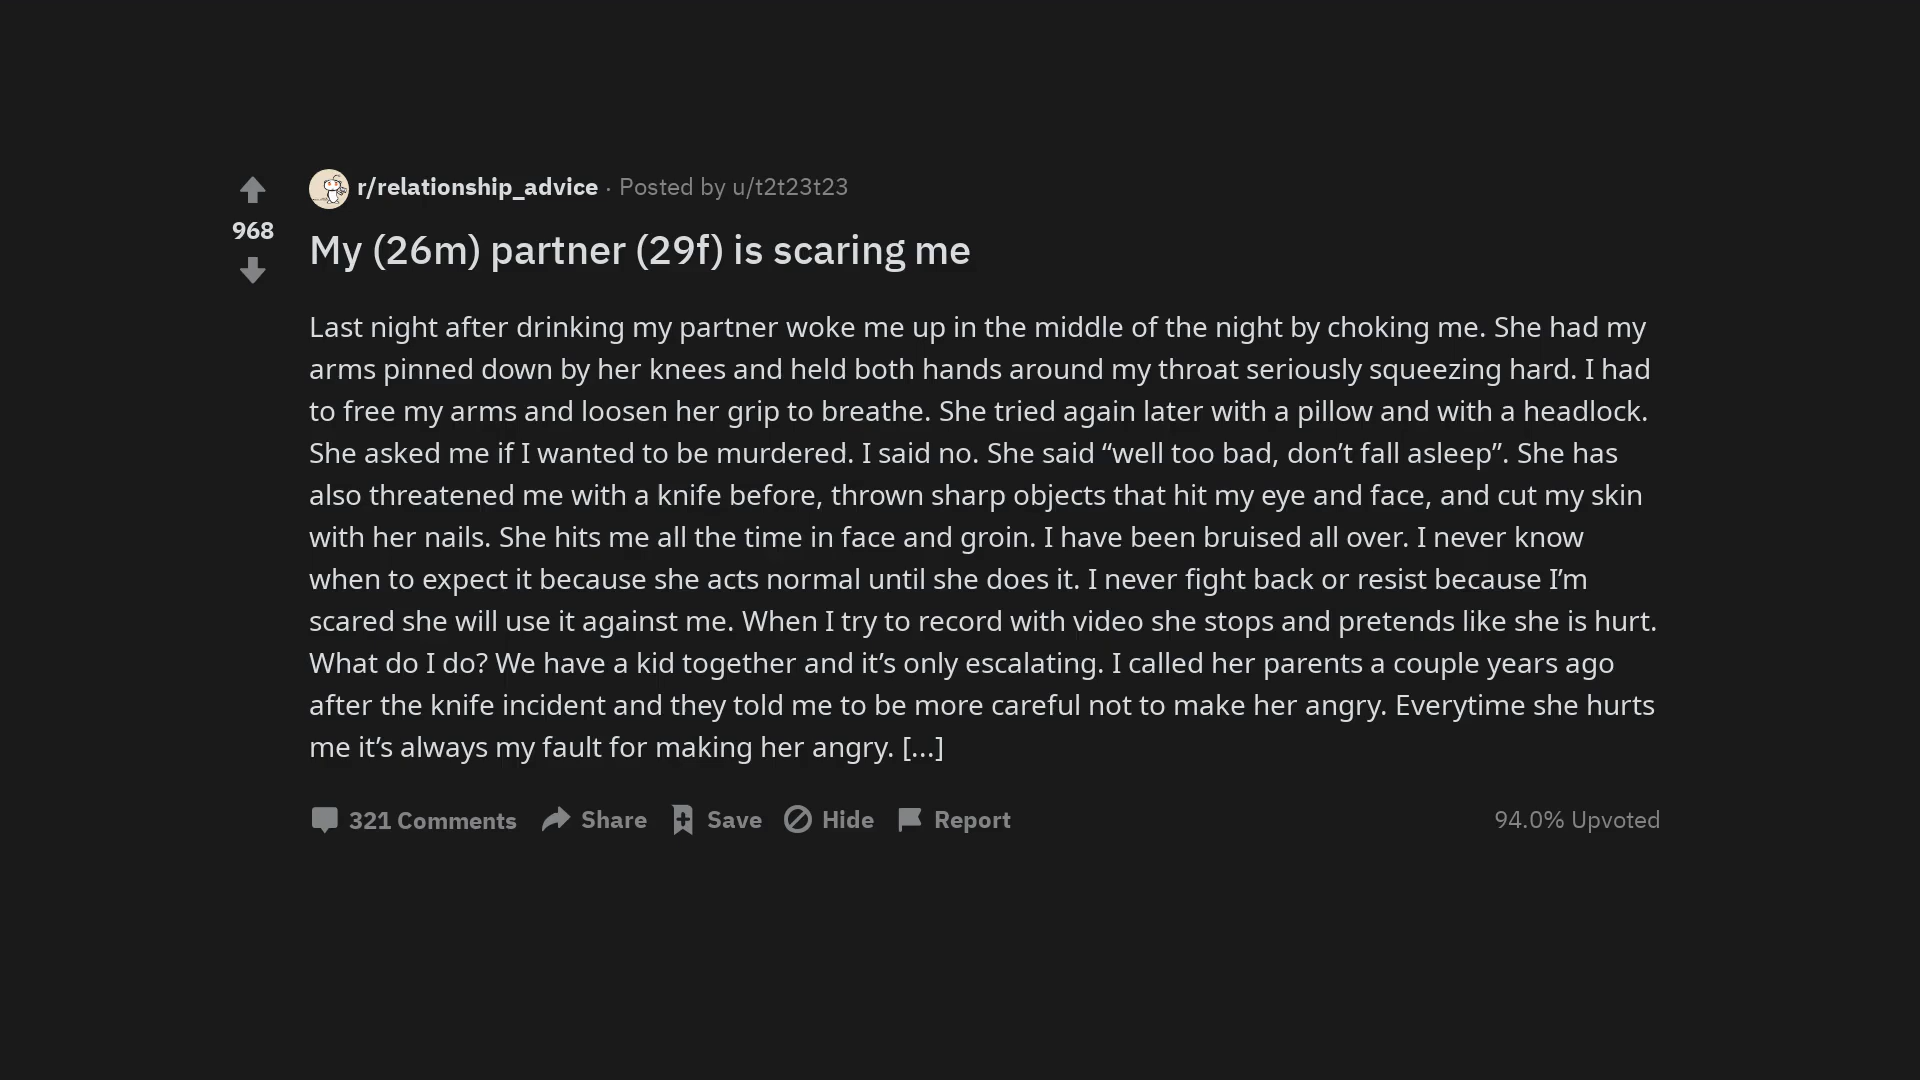 r/relationship_advice · Posted by u/t2t23t23
968
My (26m) partner (29f) is scaring me
Last night after drinking my partner woke me up in the middle of the night by choking me. She had my
arms pinned down by her knees and held both hands around my throat seriously squeezing hard. I had
to free my arms and loosen her grip to breathe. She tried again later with a pillow and with a headlock.
She asked me if I wanted to be murdered. I said no. She said “well too bad, don’t fall asleep”. She has
also threatened me with a knife before, thrown sharp objects that hit my eye and face, and cut my skin
with her nails. She hits me all the time in face and groin. I have been bruised all over. I never know
when to expect it because she acts normal until she does it. I never fight back or resist because I’m
scared she will use it against me. When I try to record with video she stops and pretends like she is hurt.
What do I do? We have a kid together and it’s only escalating. I called her parents a couple years ago
after the knife incident and they told me to be more careful not to make her angry. Everytime she hurts
me it’s always my fault for making her angry. [...]
321 Comments Share Save Hide Report 94.0% Upvoted